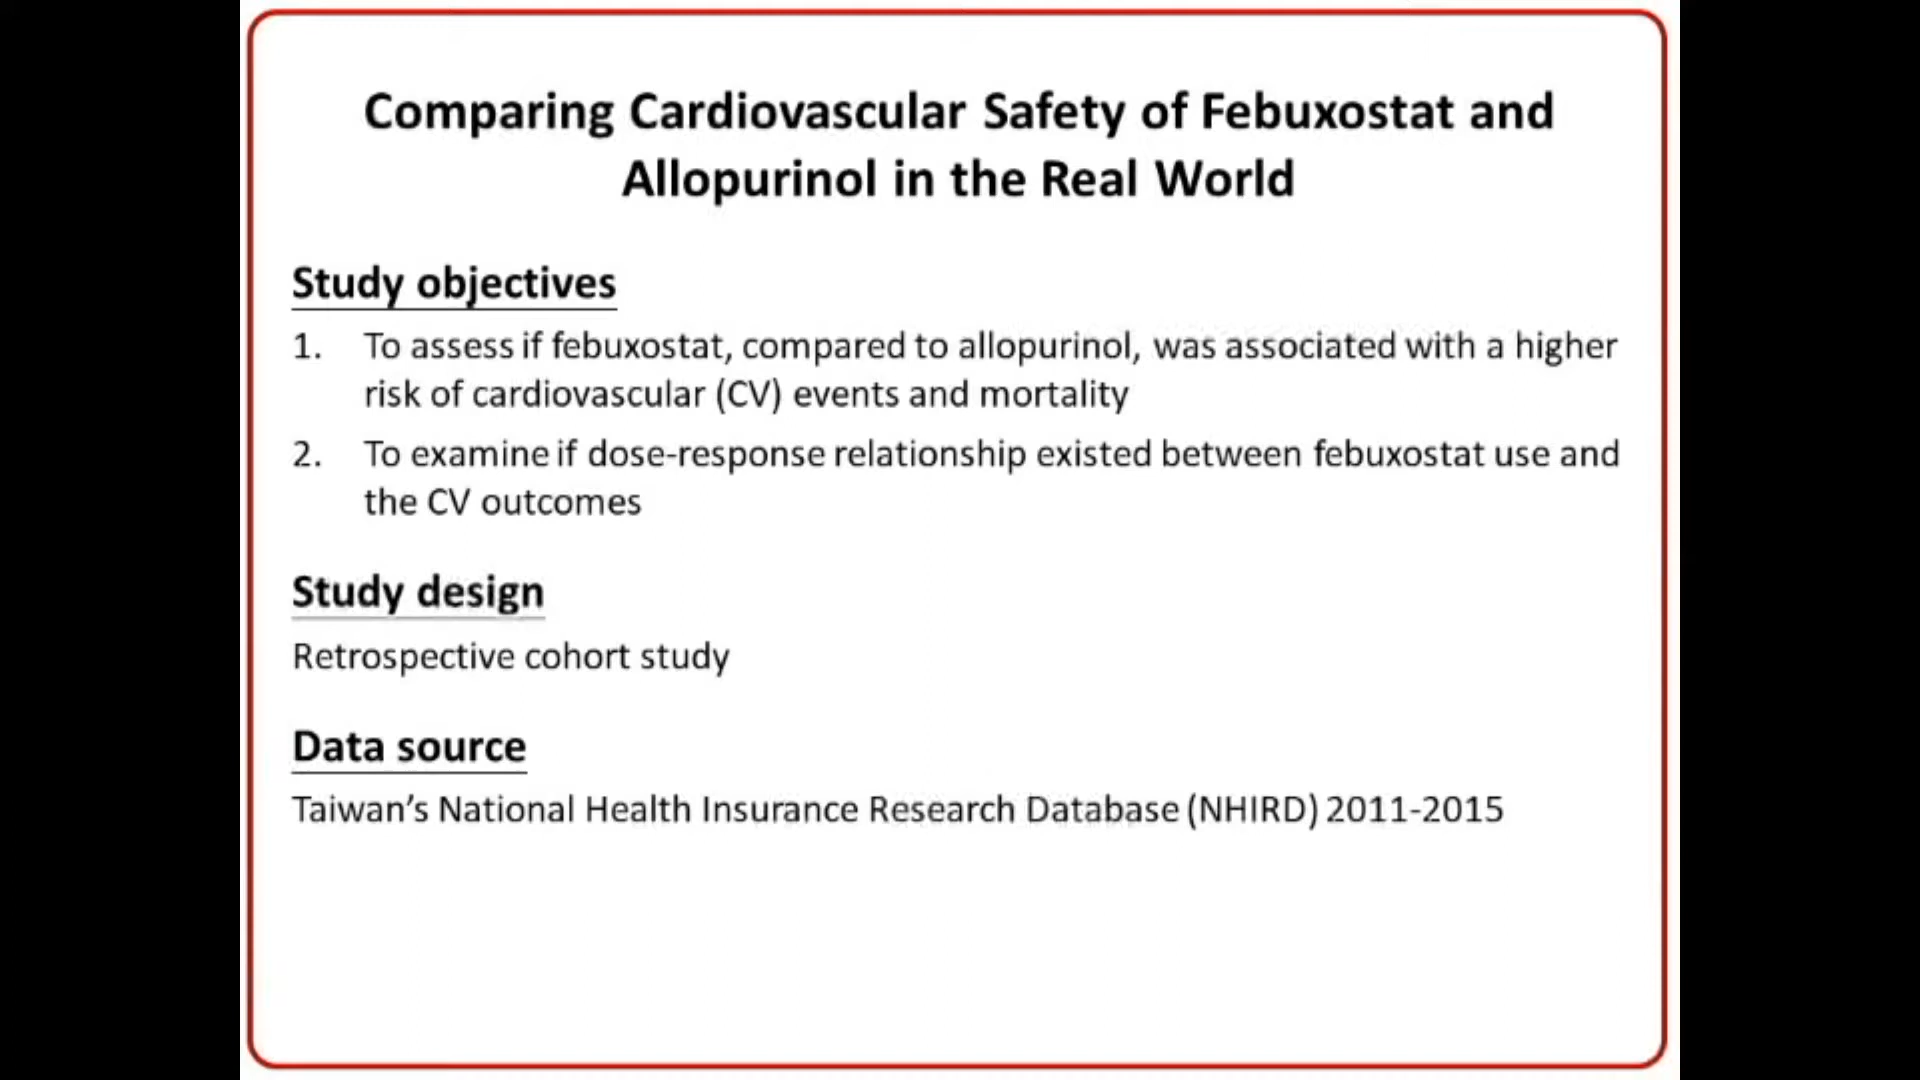 Comparing Cardiovascular Safety of Febuxostat and
Allopurinol in the Real World
Study objectives
1. To assess if febuxostat, compared to allopurinol, was associated with a higher
risk of cardiovascular (CV) events and mortality
2. To examine if dose-response relationship existed between febuxostat use and
the CV outcomes
Study design
Retrospective cohort study
Data source
Taiwan’s National Health Insurance Research Database (NHIRD) 2011-2015